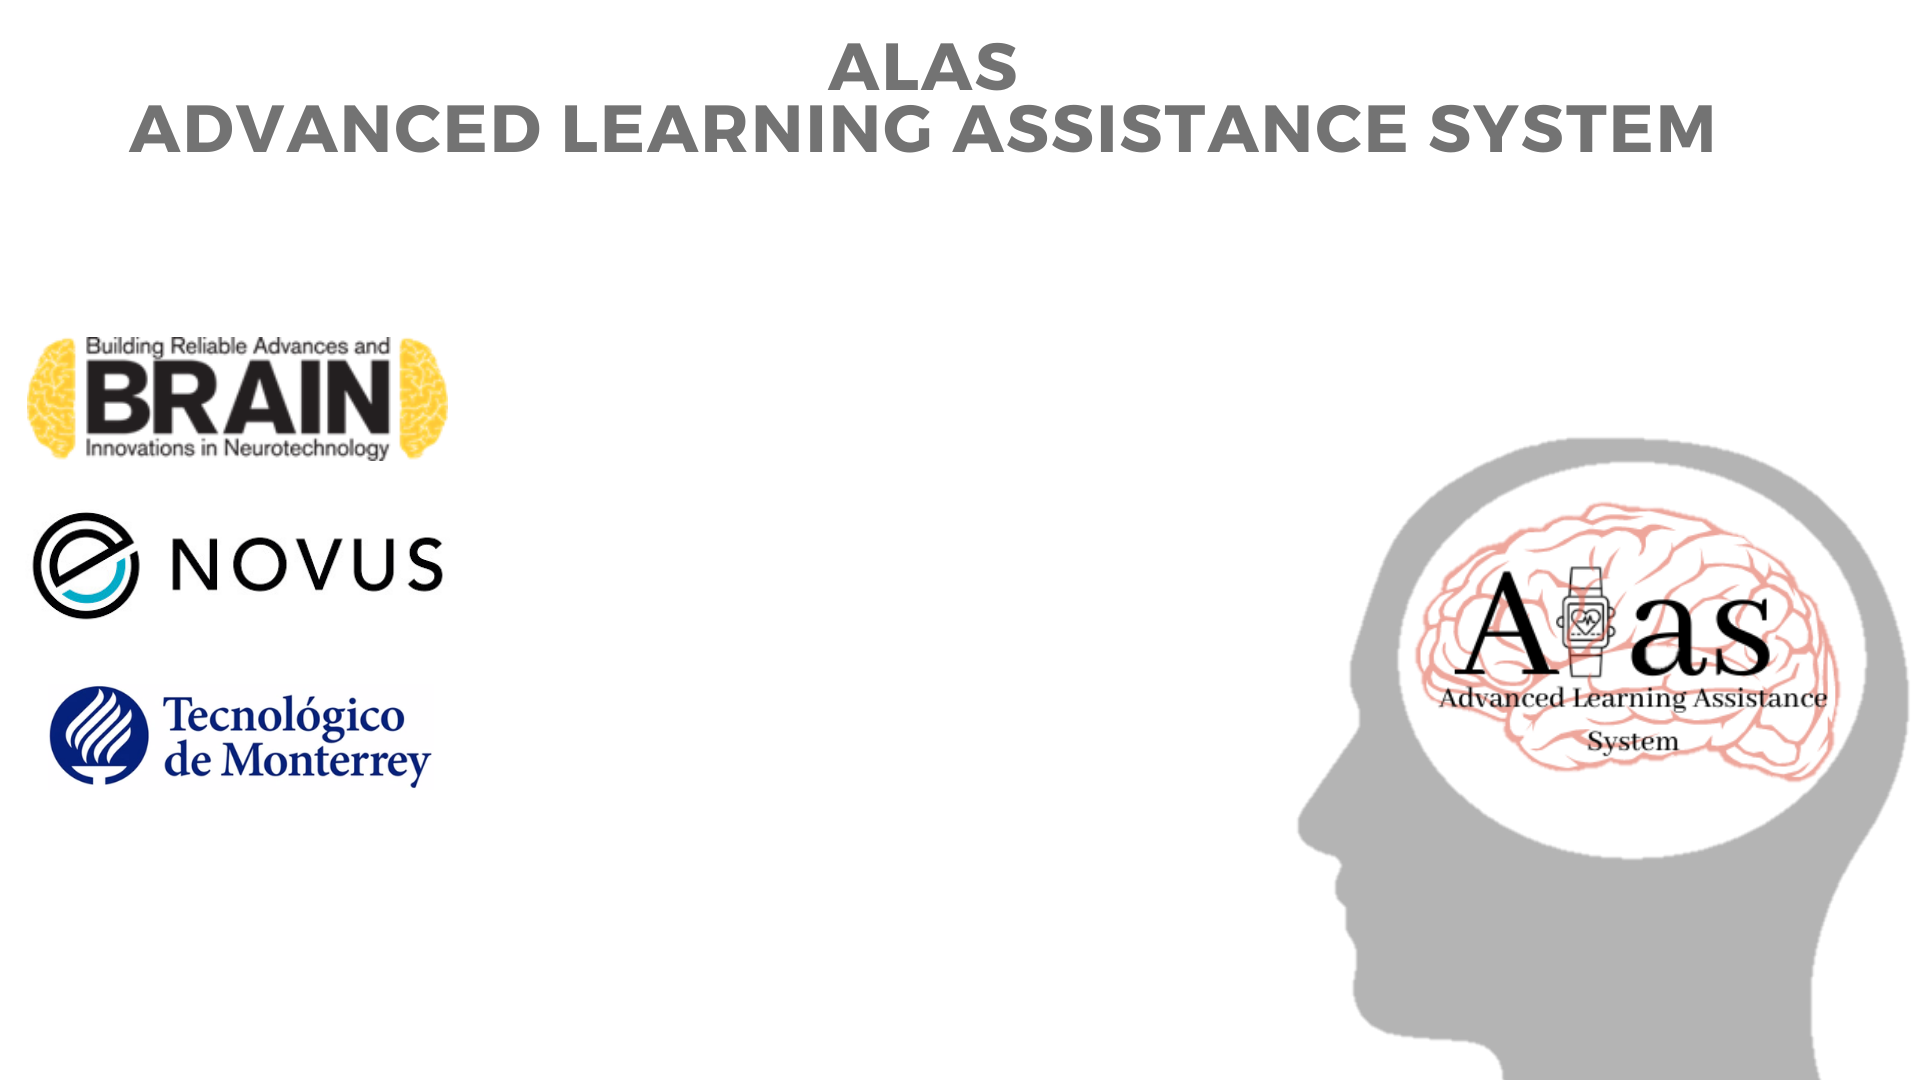 ALAS
ADVANCED LEARNING ASSISTANCE SYSTEM
Building Reliable Advances and
BRAIN
Innovations in Neurotechnology
NOVUS
Tecnológico
de Monterrey
Alas
Advanced Learning Assistance
System